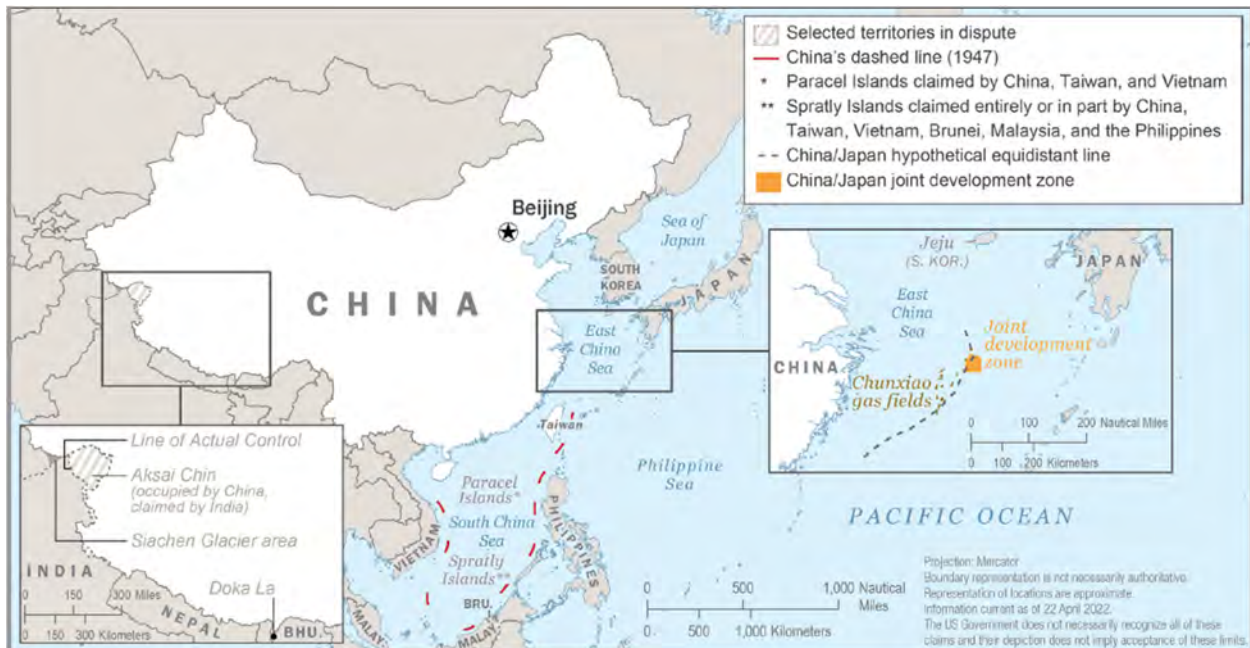 Selected territories in dispute
China's dashed line (1947)
* Paracel Islands claimed by China, Taiwan, and Vietnam
** Spratly Islands claimed entirely or in part by China,
Taiwan, Vietnam, Brunei, Malaysia, and the Philippines
China/Japan hypothetical equidistant line
China/Japan joint development zone
Beijing
CHINA
Sea of
Japan
SOUTH
KOREA
JAPAN
East
China
Sea
Taiwan
Philippine
Sea
PACIFIC OCEAN
Paracel
Islands*
South China
Sea
Spratly
Islands**
VIETNAM
PHILIPPINES
BRU.
MALAY.
MALAY.
0 500 1,000 Nautical
Miles
0 500 1,000 Kilometers
Jeju
(S. KOR.)
JAPAN
East
China
Sea
Joint
development
zone
CHINA
Chunxiao
gas fields
0 100 200 Nautical Miles
0 100 200 Kilometers
Line of Actual Control
Aksai Chin
(occupied by China,
claimed by India)
Siachen Glacier area
INDIA
Doka La
0 150 300 Miles
0 150 300 Kilometers
NEPAL
BHU.
Projection: Mercator
Boundary representation is not necessarily authoritative.
Representation of locations are approximate.
Information current as of 22 April 2022.
The US Government does not necessarily recognize all of these
claims and their depiction does not imply acceptance of these limits.